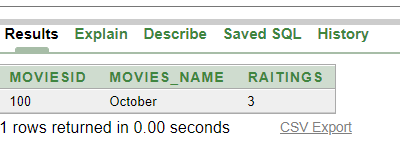 Results Explain Describe Saved SQL History
MOVIESID MOVIES_NAME RAITINGS
100 October 3
1 rows returned in 0.00 seconds CSV Export